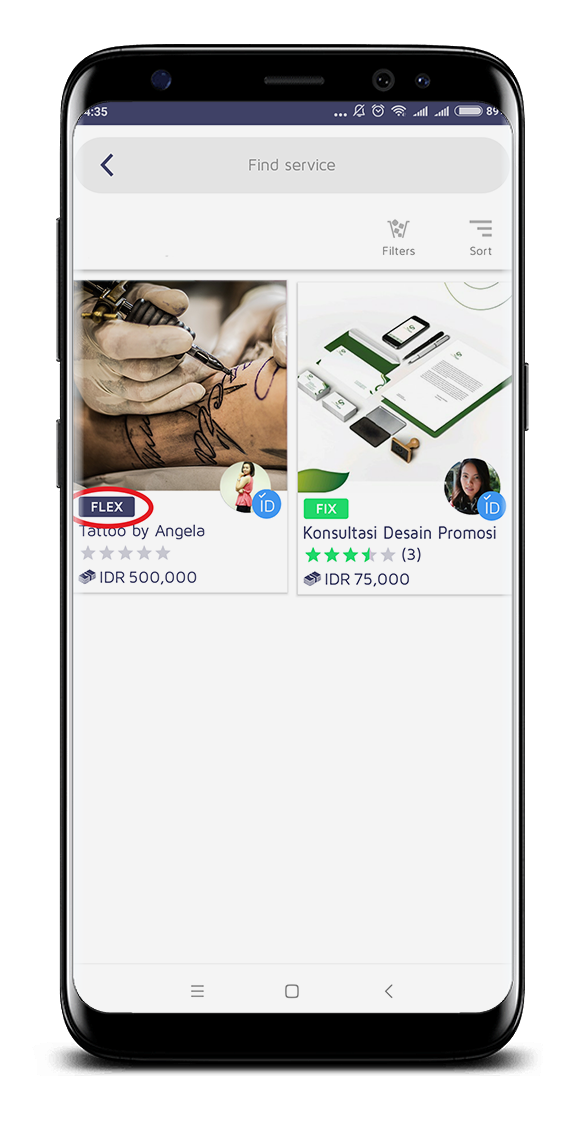 4:35
89
Find service
Filters
Sort
FLEX
iD
Tattoo by Angela
IDR 500,000
FIX
iD
Konsultasi Desain Promosi
(3)
IDR 75,000